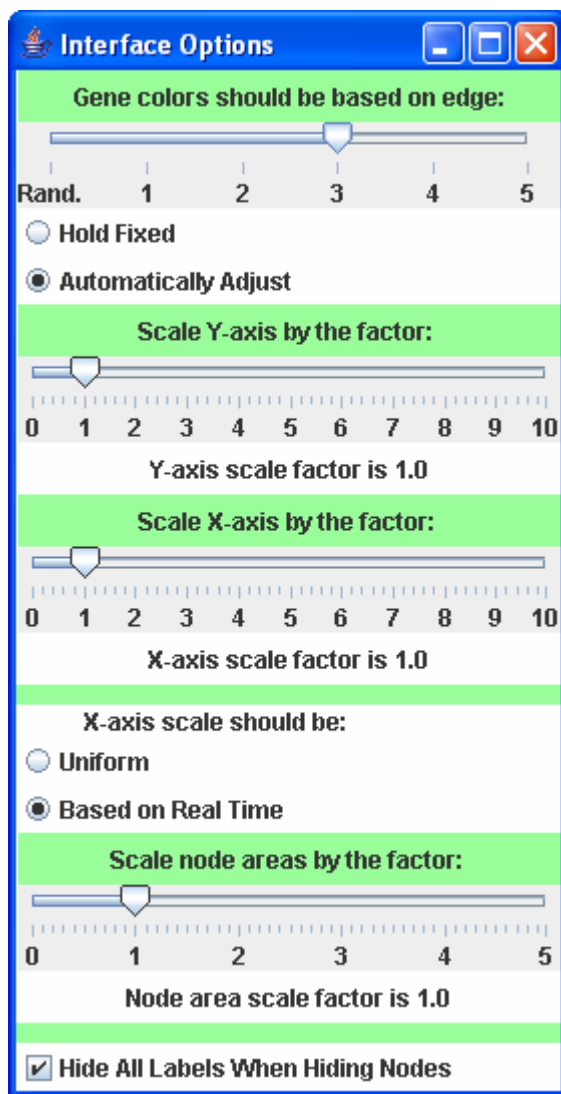 Interface Options
Gene colors should be based on edge:
Rand. 1 2 3 4 5
Hold Fixed
Automatically Adjust
Scale Y-axis by the factor:
0 1 2 3 4 5 6 7 8 9 10
Y-axis scale factor is 1.0
Scale X-axis by the factor:
0 1 2 3 4 5 6 7 8 9 10
X-axis scale factor is 1.0
X-axis scale should be:
Uniform
Based on Real Time
Scale node areas by the factor:
0 1 2 3 4 5
Node area scale factor is 1.0
Hide All Labels When Hiding Nodes